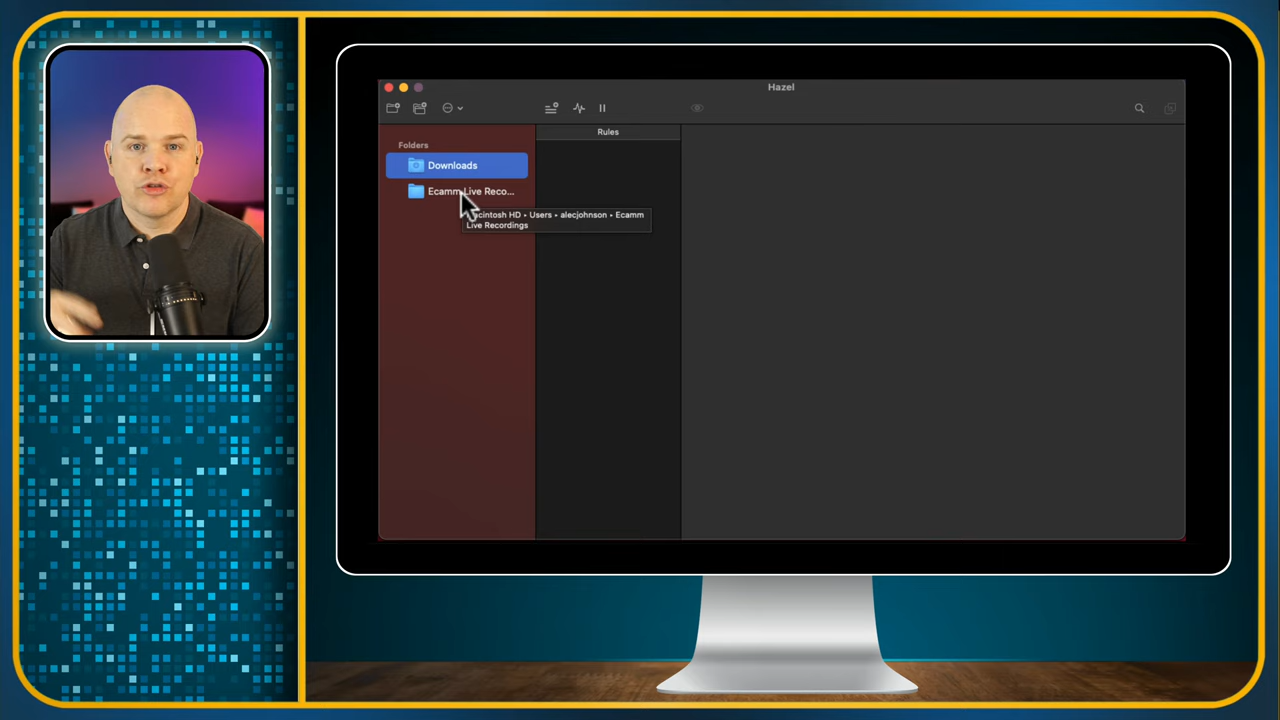 Hazel
Folders
Rules
Downloads
Ecamm Live Reco...
cintosh HD ▸ Users ▸ alecjohnson ▸ Ecamm
Live Recordings